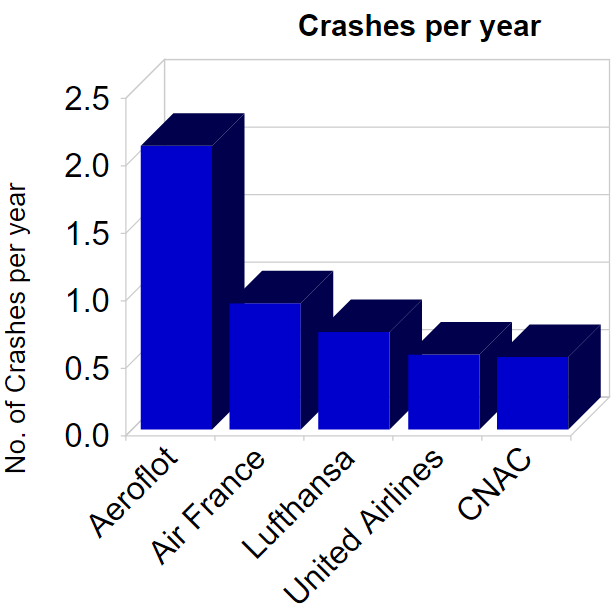 Crashes per year
No. of Crashes per year
2.5
2.0
1.5
1.0
0.5
0.0
Aeroflot
Air France
Lufthansa
United Airlines
CNAC